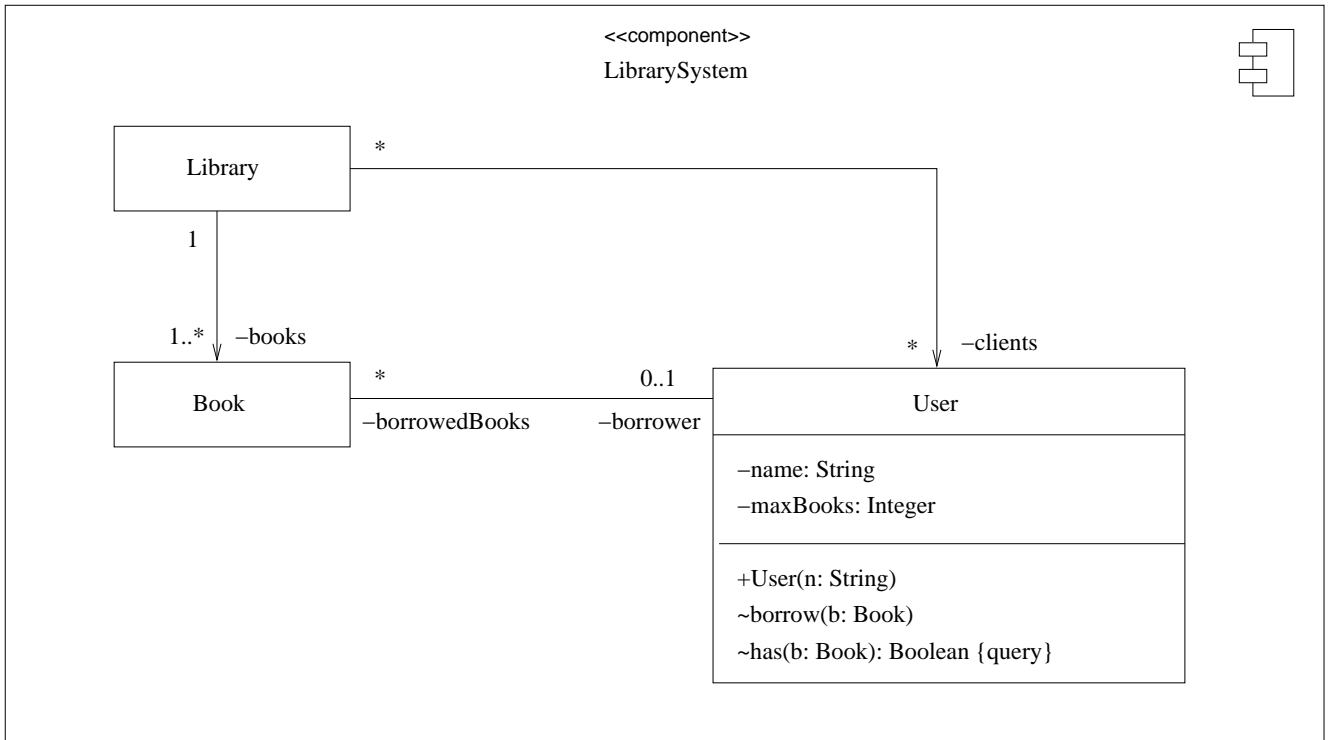 <<component>>
LibrarySystem
Library
*
1
1..* −books
* −clients
Book
*
0..1
−borrowedBooks
−borrower
User
−name: String
−maxBooks: Integer
+User(n: String)
~borrow(b: Book)
~has(b: Book): Boolean {query}